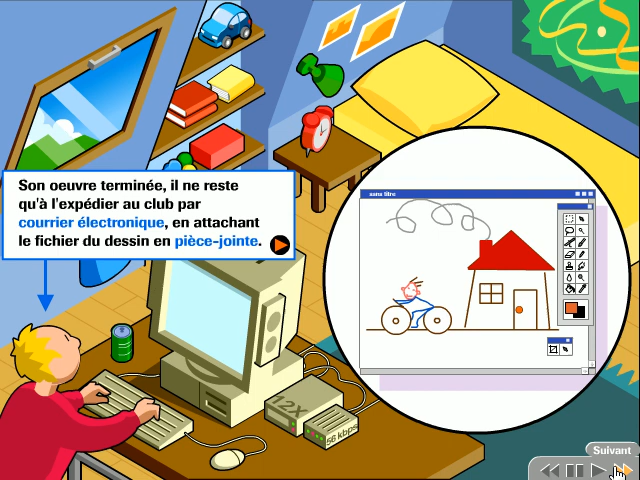 Son oeuvre terminée, il ne reste
qu'à l'expédier au club par
courrier électronique, en attachant
le fichier du dessin en pièce-jointe.
sans titre
12X
56 kbps
Suivant